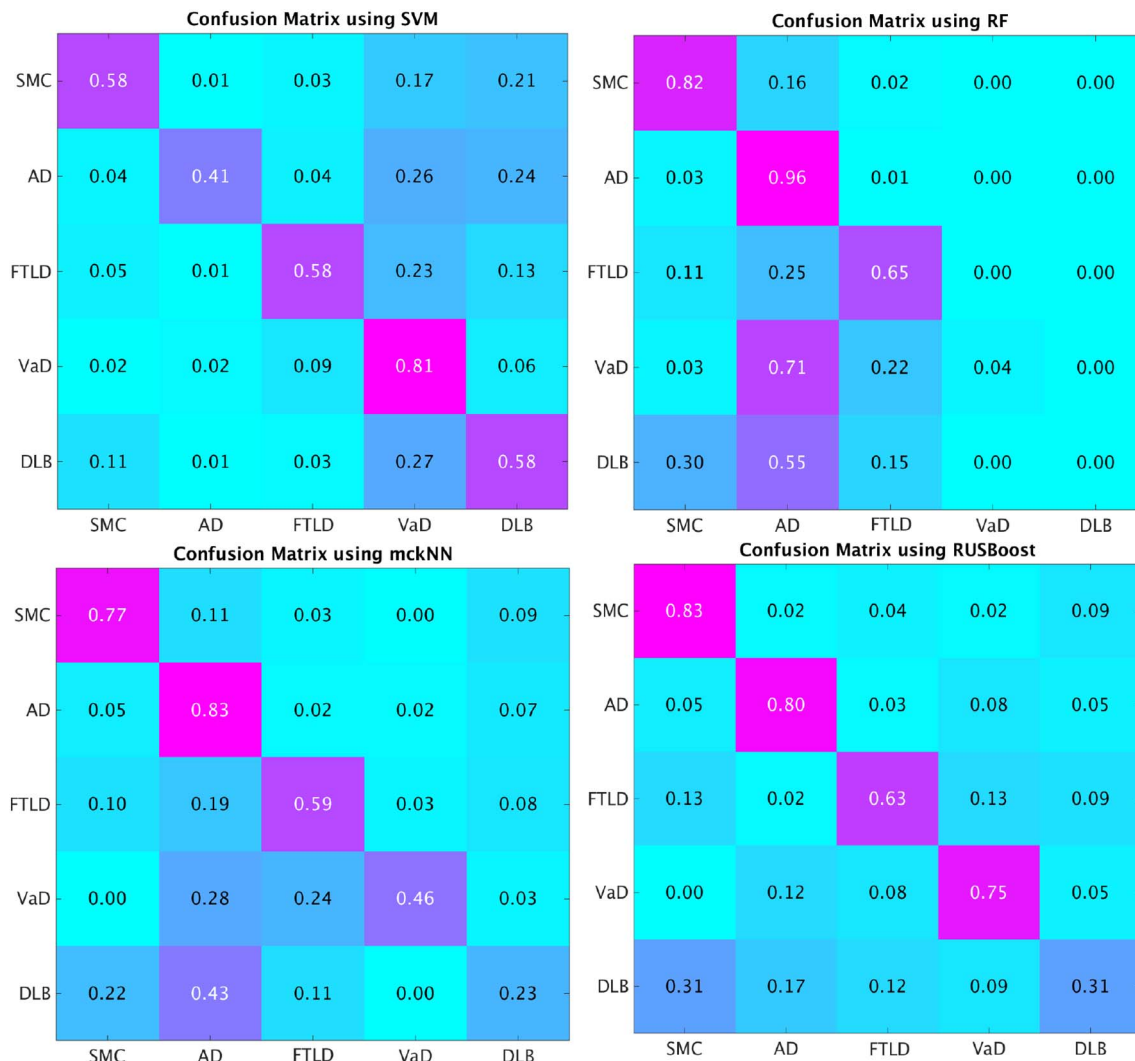 Confusion Matrix using SVM
SMC 0.58 0.01 0.03 0.17 0.21
AD 0.04 0.41 0.04 0.26 0.24
FTLD 0.05 0.01 0.58 0.23 0.13
VaD 0.02 0.02 0.09 0.81 0.06
DLB 0.11 0.01 0.03 0.27 0.58
SMC AD FTLD VaD DLB
Confusion Matrix using RF
SMC 0.82 0.16 0.02 0.00 0.00
AD 0.03 0.96 0.01 0.00 0.00
FTLD 0.11 0.25 0.65 0.00 0.00
VaD 0.03 0.71 0.22 0.04 0.00
DLB 0.30 0.55 0.15 0.00 0.00
SMC AD FTLD VaD DLB
Confusion Matrix using mckNN
SMC 0.77 0.11 0.03 0.00 0.09
AD 0.05 0.83 0.02 0.02 0.07
FTLD 0.10 0.19 0.59 0.03 0.08
VaD 0.00 0.28 0.24 0.46 0.03
DLB 0.22 0.43 0.11 0.00 0.23
SMC AD FTLD VaD DLB
Confusion Matrix using RUSBoost
SMC 0.83 0.02 0.04 0.02 0.09
AD 0.05 0.80 0.03 0.08 0.05
FTLD 0.13 0.02 0.63 0.13 0.09
VaD 0.00 0.12 0.08 0.75 0.05
DLB 0.31 0.17 0.12 0.09 0.31
SMC AD FTLD VaD DLB